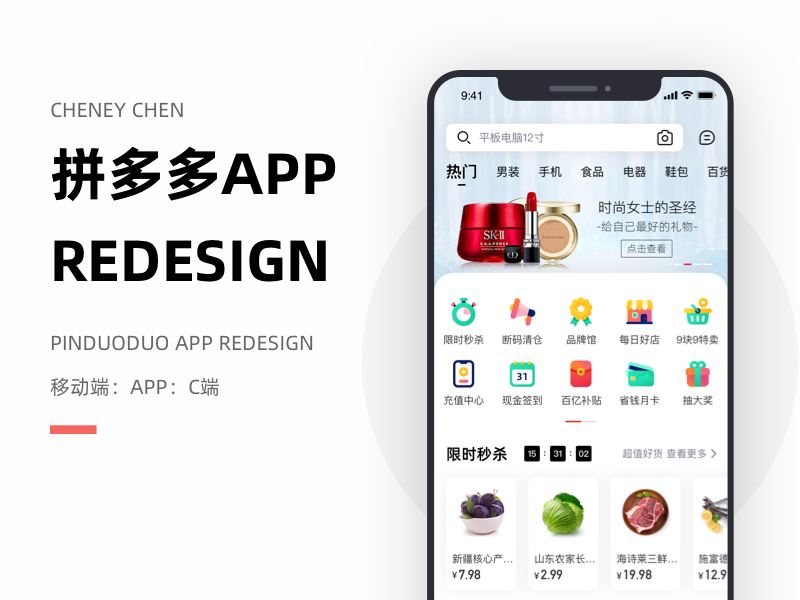 CHENEY CHEN
拼多多APP
REDESIGN
PINDUODUO APP REDESIGN
移动端：APP：C端
9:41
平板电脑12寸
热门 男装 手机 食品 电器 鞋包 百货
时尚女士的圣经
-给自己最好的礼物-
点击查看
SK-II
限时秒杀 断码清仓 品牌馆 每日好店 9块9特卖
31
充值中心 现金签到 百亿补贴 省钱月卡 抽大奖
限时秒杀 15 : 31 : 02 超值好货 查看更多
新疆核心产... 山东农家长... 海诗莱三鲜... 施富德
¥7.98 ¥2.99 ¥19.98 ¥12.9